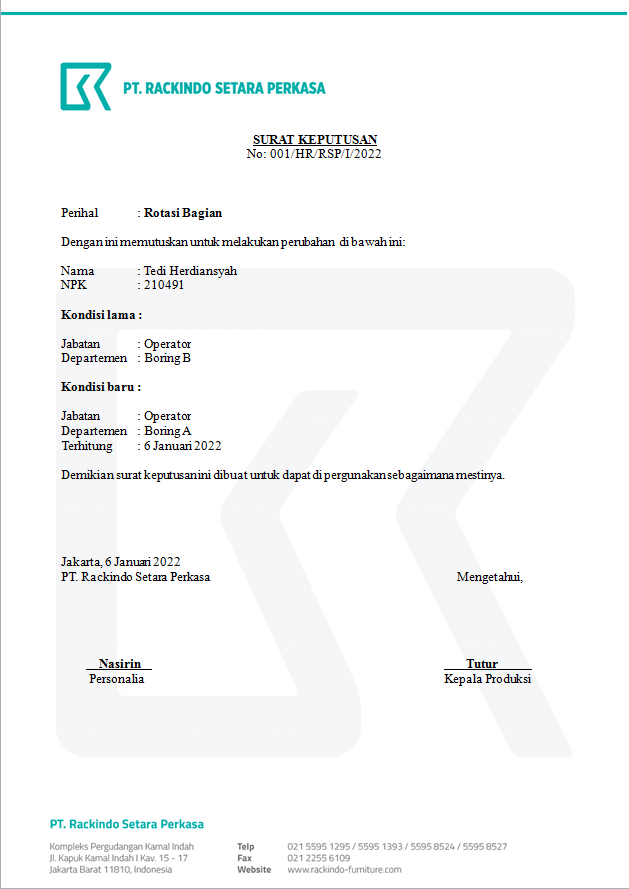 PT. RACKINDO SETARA PERKASA
SURAT KEPUTUSAN
No: 001/HR/RSP/I/2022
Perihal : Rotasi Bagian
Dengan ini memutuskan untuk melakukan perubahan di bawah ini:
Nama : Tedi Herdiansyah
NPK : 210491
Kondisi lama :
Jabatan : Operator
Departemen : Boring B
Kondisi baru :
Jabatan : Operator
Departemen : Boring A
Terhitung : 6 Januari 2022
Demikian surat keputusan ini dibuat untuk dapat di pergunakan sebagaimana mestinya.
Jakarta, 6 Januari 2022
PT. Rackindo Setara Perkasa Mengetahui,
Nasirin Tutur
Personalia Kepala Produksi
PT. Rackindo Setara Perkasa
Kompleks Pergudangan Kamal Indah Telp 021 5595 1295 / 5595 1393 / 5595 8524 / 5595 8527
Jl. Kapuk Kamal Indah I Kav. 15 - 17 Fax 021 2255 6109
Jakarta Barat 11810, Indonesia Website www.rackindo-furniture.com